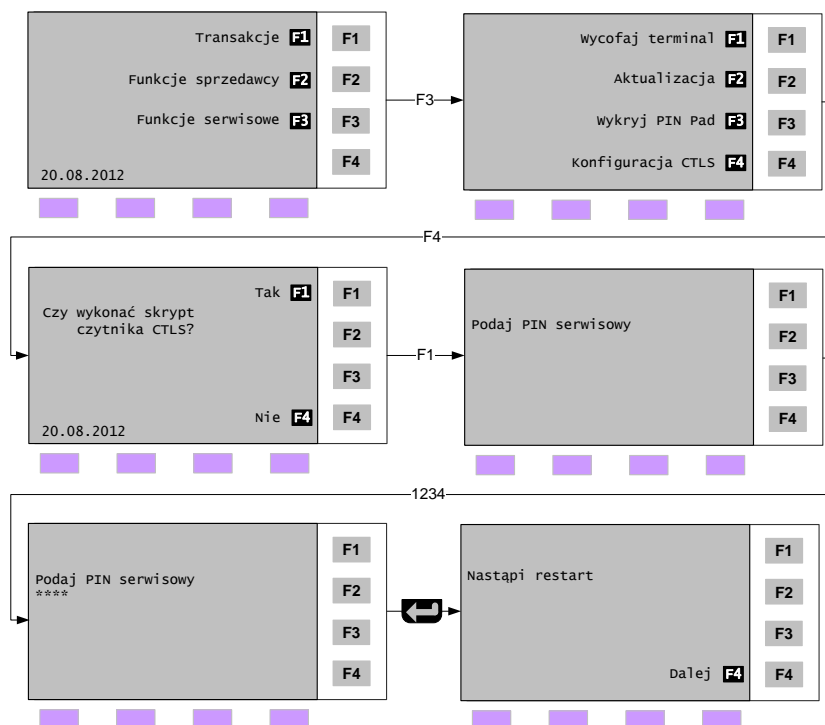 Transakcje F1 F1
Funkcje sprzedawcy F2 F2
Funkcje serwisowe F3 F3
F4
20.08.2012
F3
Wycofaj terminal F1 F1
Aktualizacja F2 F2
Wykryj PIN Pad F3 F3
Konfiguracja CTLS F4 F4
F4
Tak F1 F1
Czy wykonać skrypt
czytnika CTLS?
F2
F3
Nie F4 F4
20.08.2012
F1
F1
Podaj PIN serwisowy
F2
F3
F4
1234
F1
Podaj PIN serwisowy
****
F2
F3
F4
F1
Nastąpi restart
F2
F3
Dalej F4 F4